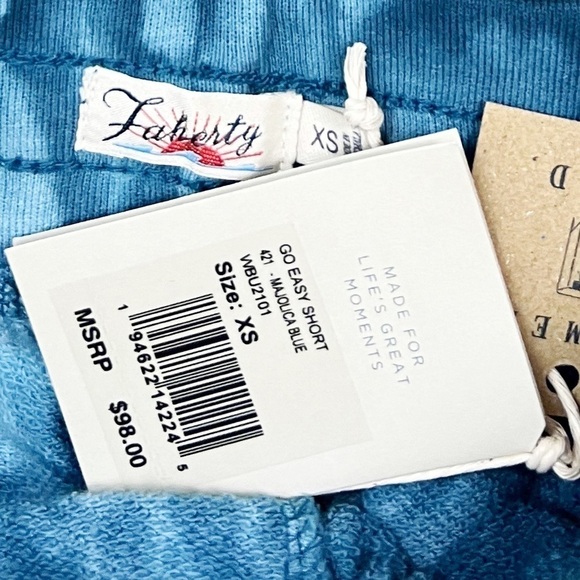 Faherty
XS
GO EASY SHORT
421 - MAJOLICA BLUE
WBU2101
Size: XS
1 94622 14224 5
MSRP $98.00
MADE FOR
LIFE'S GREAT
MOMENTS
D
M E